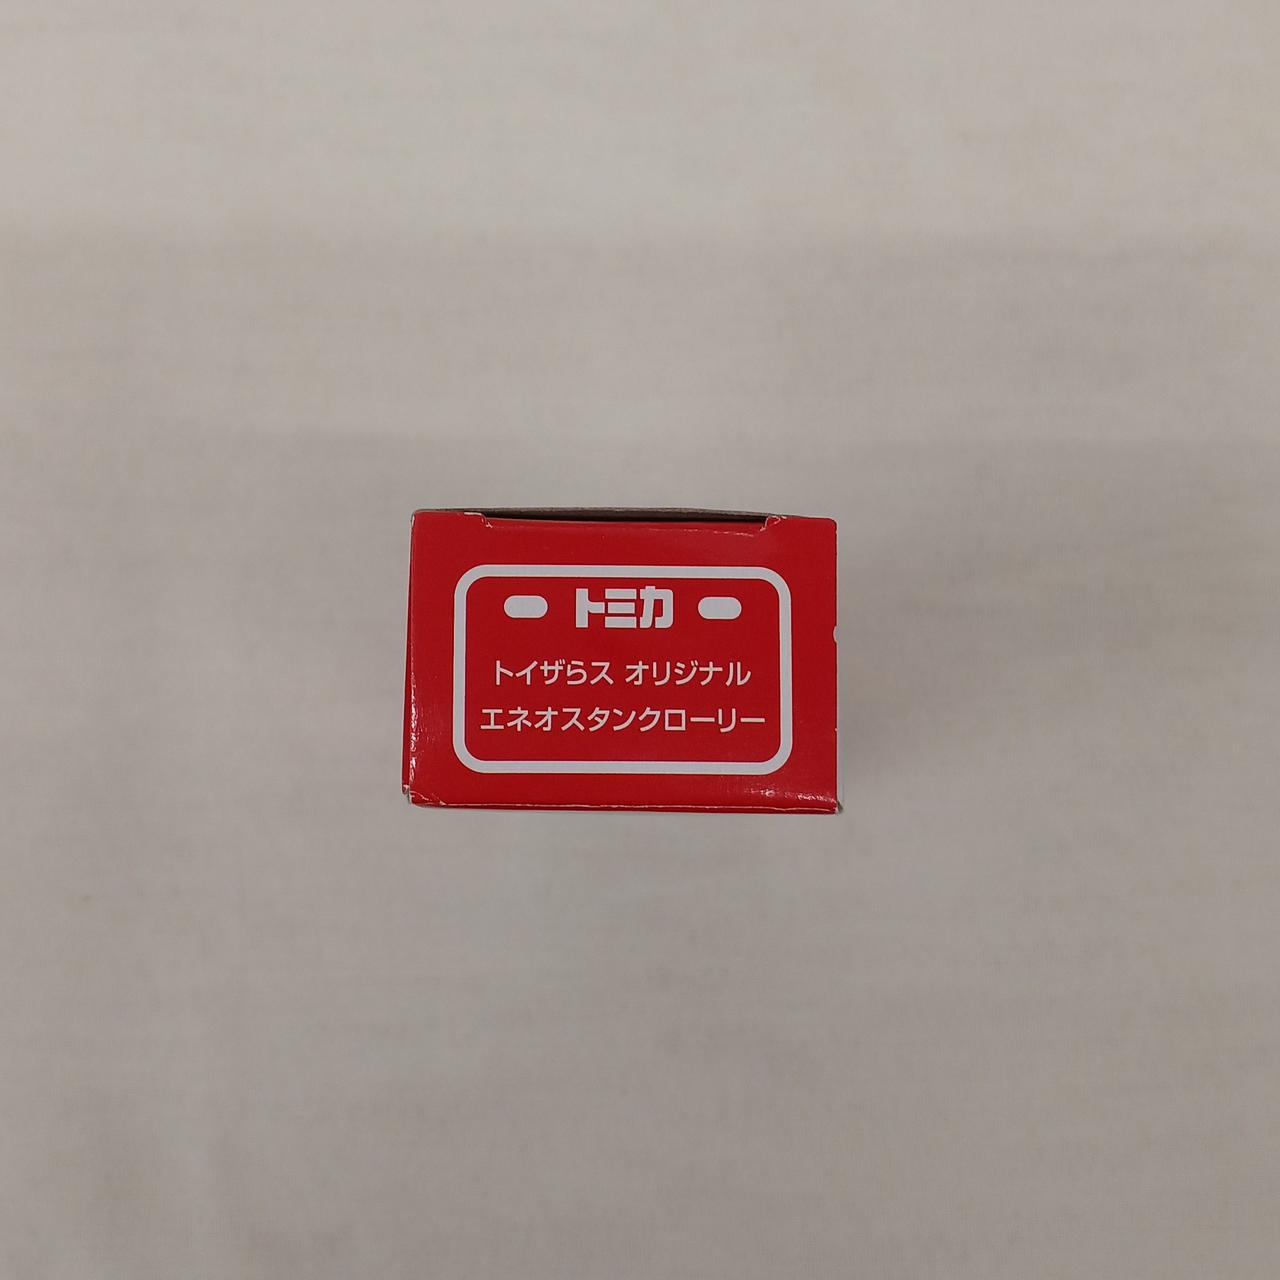 トミカ
トイザらス オリジナル
エネオスタンクローリー